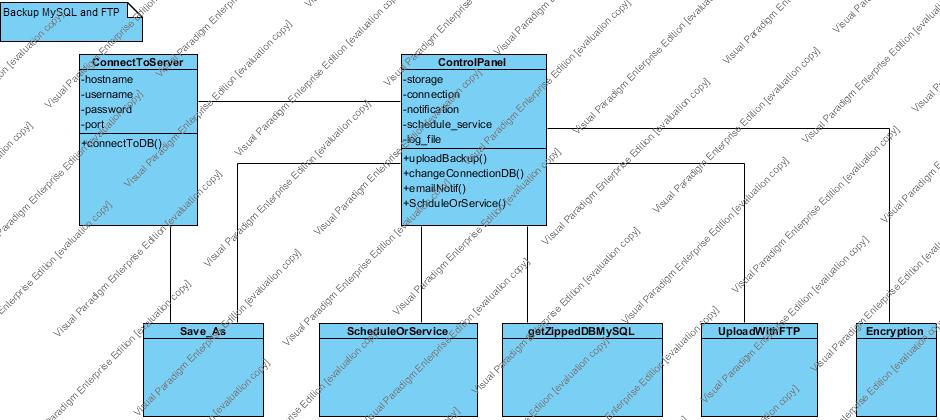 Backup MySQL and FTP
ConnectToServer
-hostname
-username
-password
-port
+connectToDB()
ControlPanel
-storage
-connection
-notification
-schedule_service
-log_file
+uploadBackup()
+changeConnectionDB()
+emailNotif()
+SchduleOrService()
Save_As
ScheduleOrService
getZippedDBMySQL
UploadWithFTP
Encryption
Visual Paradigm Enterprise Edition [evaluation copy]